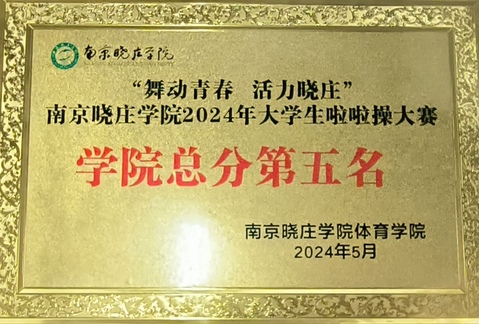 南京晓庄学院
“舞动青春 活力晓庄”
南京晓庄学院2024年大学生啦啦操大赛
学院总分第五名
南京晓庄学院体育学院
2024年5月